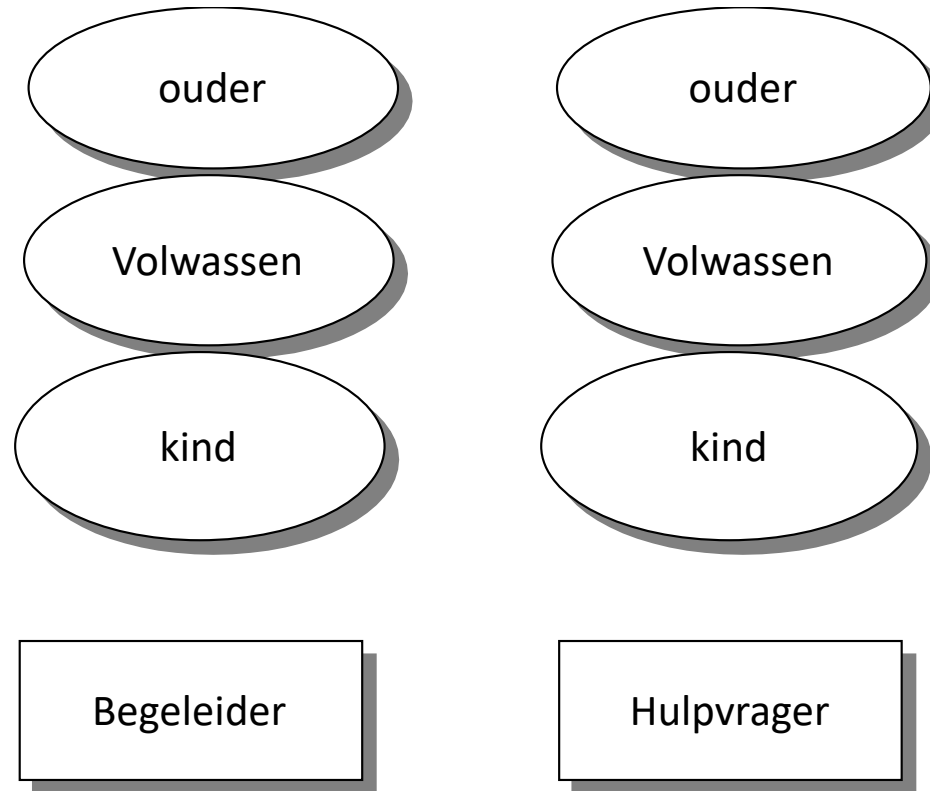 ouder
ouder
Volwassen
Volwassen
kind
kind
Begeleider
Hulpvrager